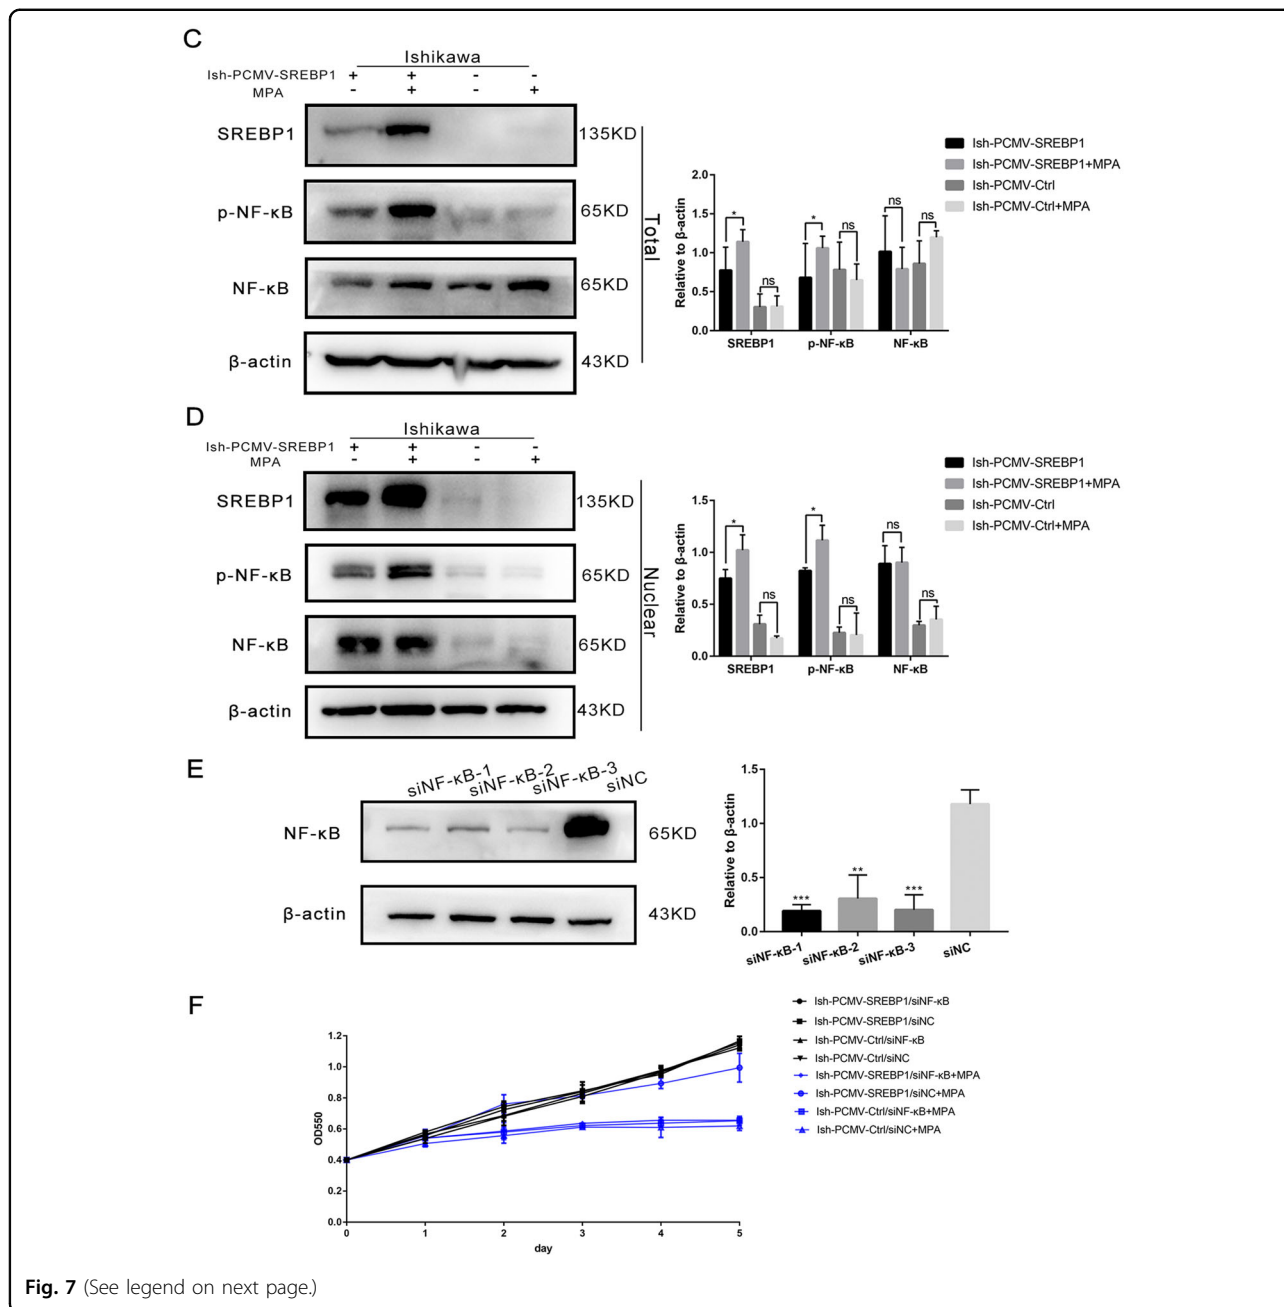 C
Ishikawa
Ish-PCMV-SREBP1 + + - -
MPA - + - +
SREBP1 135KD
p-NF-κB 65KD
NF-κB 65KD
β-actin 43KD
Total
Ish-PCMV-SREBP1
Ish-PCMV-SREBP1+MPA
Ish-PCMV-Ctrl
Ish-PCMV-Ctrl+MPA
Relative to β-actin
2.0
1.5
1.0
0.5
0.0
* ns * ns ns ns
SREBP1 p-NF-κB NF-κB
D
Ishikawa
Ish-PCMV-SREBP1 + + - -
MPA - + - +
SREBP1 135KD
p-NF-κB 65KD
NF-κB 65KD
β-actin 43KD
Nuclear
Ish-PCMV-SREBP1
Ish-PCMV-SREBP1+MPA
Ish-PCMV-Ctrl
Ish-PCMV-Ctrl+MPA
Relative to β-actin
1.5
1.0
0.5
0.0
* ns * ns ns ns
SREBP1 p-NF-κB NF-κB
E
siNF-κB-1 siNF-κB-2 siNF-κB-3 siNC
NF-κB 65KD
β-actin 43KD
Relative to β-actin
1.5
1.0
0.5
0.0
*** ** ***
siNF-κB-1 siNF-κB-2 siNF-κB-3 siNC
F
OD550
1.2
1.0
0.8
0.6
0.4
0.2
0.0
0 1 2 3 4 5
day
Ish-PCMV-SREBP1/siNF-κB
Ish-PCMV-SREBP1/siNC
Ish-PCMV-Ctrl/siNF-κB
Ish-PCMV-Ctrl/siNC
Ish-PCMV-SREBP1/siNF-κB+MPA
Ish-PCMV-SREBP1/siNC+MPA
Ish-PCMV-Ctrl/siNF-κB+MPA
Ish-PCMV-Ctrl/siNC+MPA
Fig. 7 (See legend on next page.)